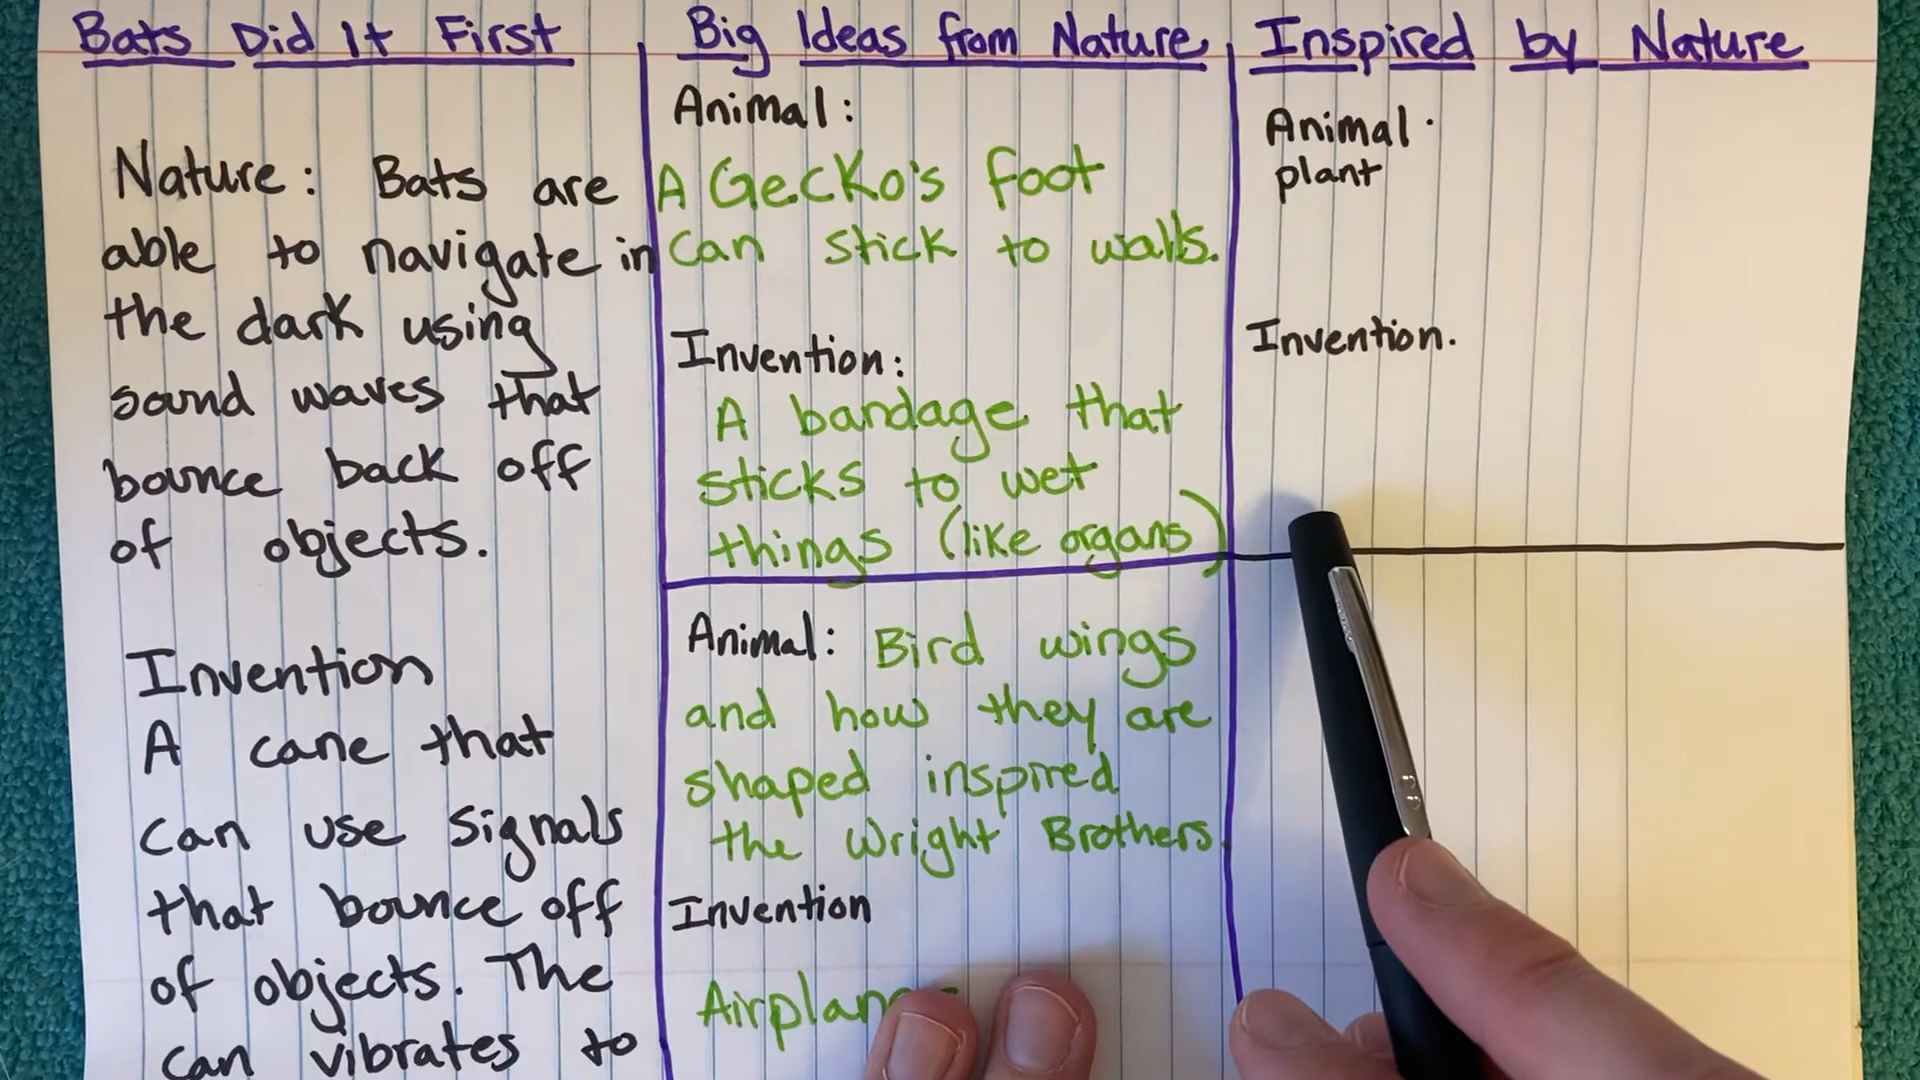 Bats Did It First
Nature: Bats are
able to navigate in
the dark using
sound waves that
bounce back off
of objects.
Invention
A cane that
can use signals
that bounce off
of objects. The
can vibrates to
Big Ideas from Nature
Animal:
A Gecko's foot
can stick to walls.
Invention:
A bandage that
sticks to wet
things (like organs)
Animal: Bird wings
and how they are
shaped inspired
the Wright Brothers.
Invention
Inspired by Nature
Animal.
plant
Invention.